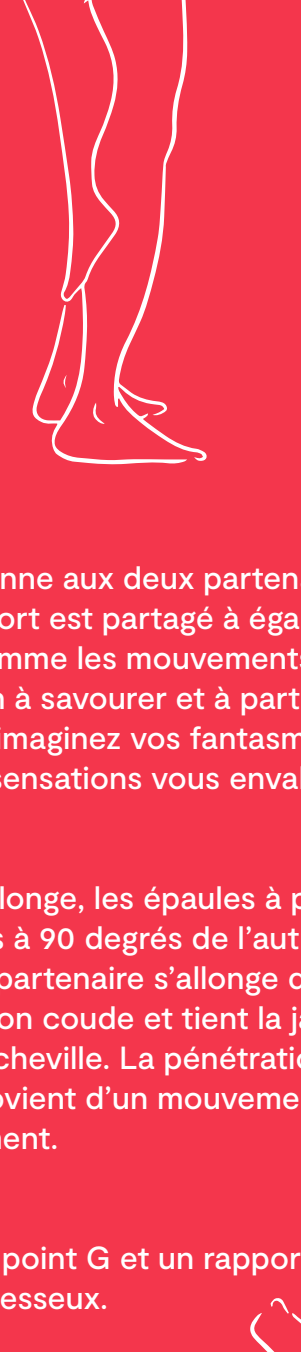 nne aux deux parten
ort est partagé à éga
mme les mouvements
n à savourer et à part
imaginez vos fantasm
sensations vous enval
longe, les épaules à p
s à 90 degrés de l’aut
partenaire s’allonge d
on coude et tient la ja
cheville. La pénétratio
ovient d’un mouveme
nent.
point G et un rappor
esseux.